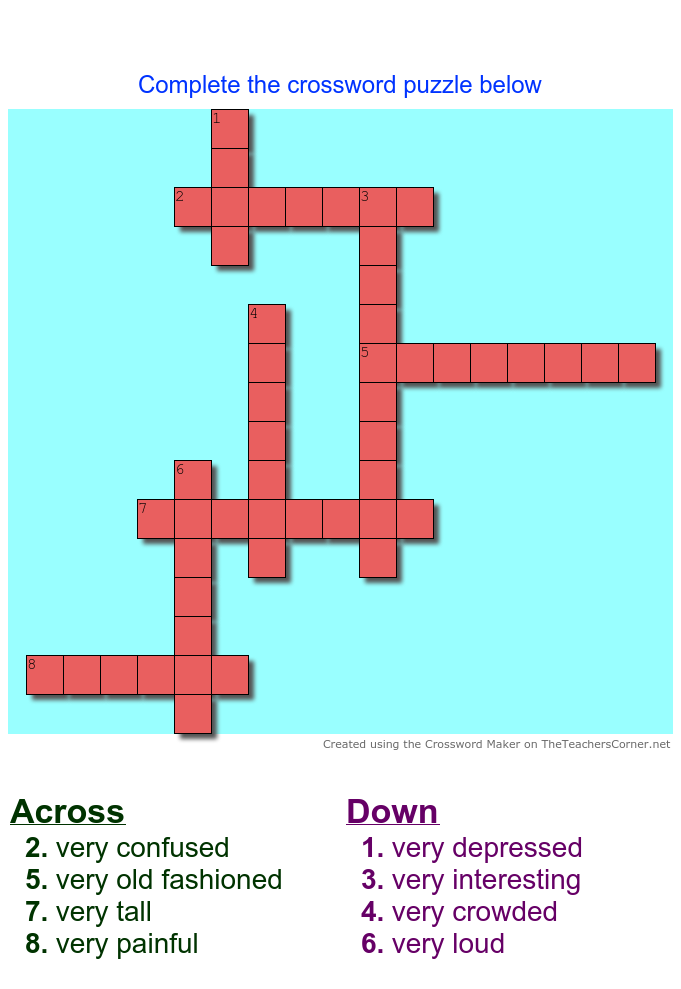 Complete the crossword puzzle below
1
2
3
4
5
6
7
8
Created using the Crossword Maker on TheTeachersCorner.net
Across
2. very confused
5. very old fashioned
7. very tall
8. very painful
Down
1. very depressed
3. very interesting
4. very crowded
6. very loud